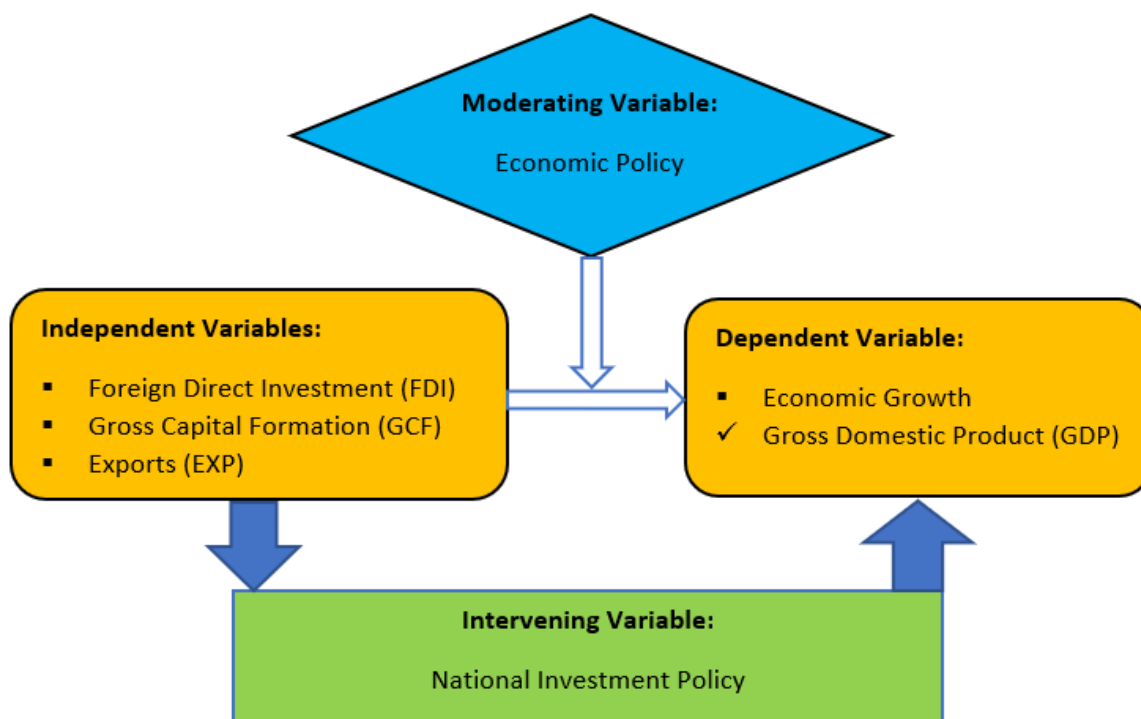 Moderating Variable:
Economic Policy
Independent Variables:
▪ Foreign Direct Investment (FDI)
▪ Gross Capital Formation (GCF)
▪ Exports (EXP)
Dependent Variable:
▪ Economic Growth
✓ Gross Domestic Product (GDP)
Intervening Variable:
National Investment Policy